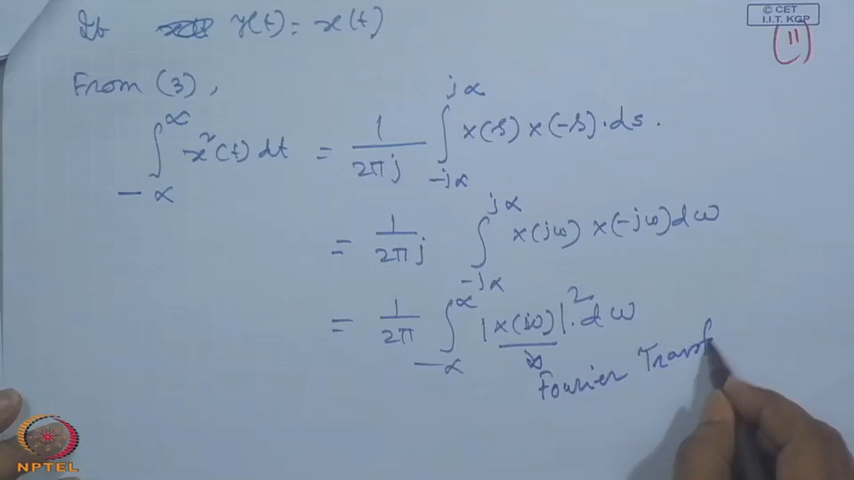 © CET
I.I.T. KGP
11
If y(t) = x(t)
From (3),
∫_{-∞}^{∞} x²(t) dt = 1/2πj ∫_{-j∞}^{j∞} X(s) X(-s).ds.
= 1/2πj ∫_{-j∞}^{j∞} X(jω) X(-jω) dω
= 1/2π ∫_{-∞}^{∞} |X(jω)|².dω
Fourier Transf
NPTEL